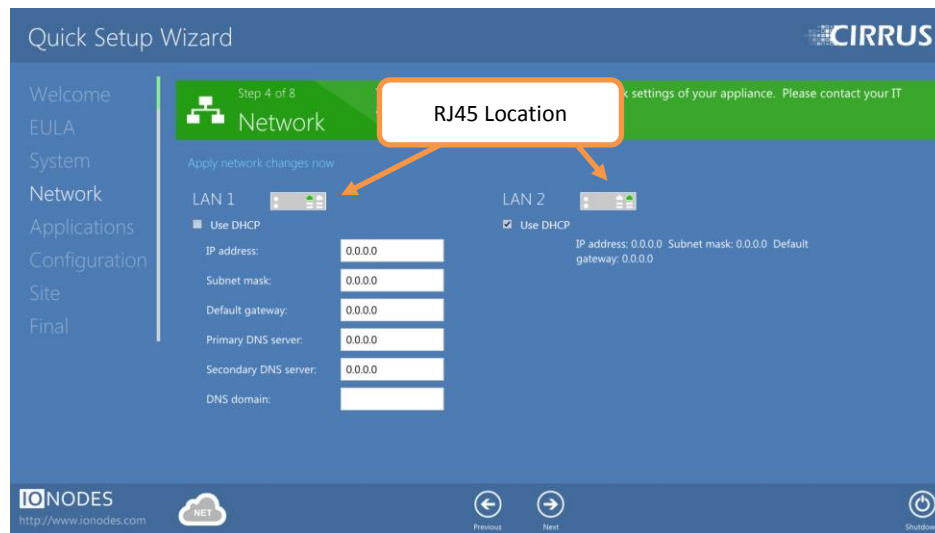 Quick Setup Wizard
CIRRUS
Welcome
EULA
System
Network
Applications
Configuration
Site
Final
Step 4 of 8
Network
settings of your appliance. Please contact your IT
RJ45 Location
Apply network changes now
LAN 1
Use DHCP
IP address: 0.0.0.0
Subnet mask: 0.0.0.0
Default gateway: 0.0.0.0
Primary DNS server: 0.0.0.0
Secondary DNS server: 0.0.0.0
DNS domain:
LAN 2
Use DHCP
IP address: 0.0.0.0 Subnet mask: 0.0.0.0 Default
gateway: 0.0.0.0
IONODES
http://www.ionodes.com
NET
Previous
Next
Shutdow